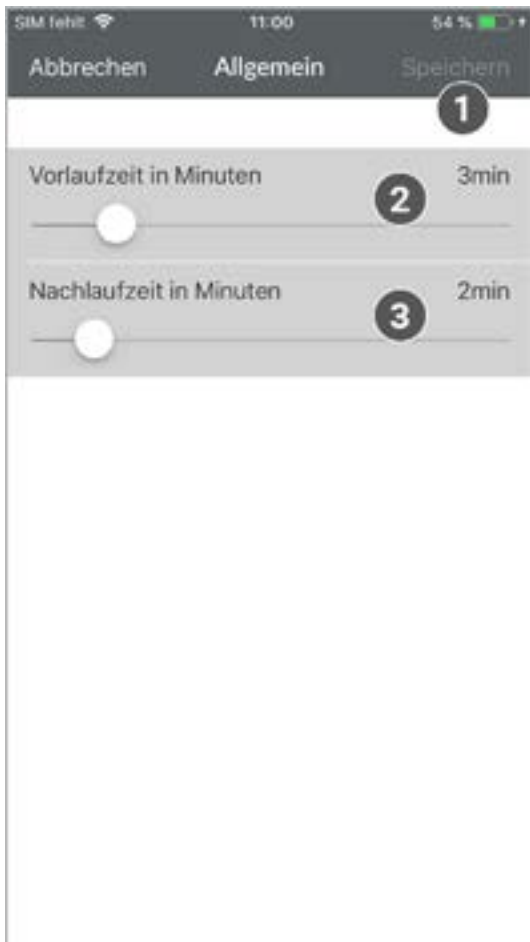 SIM fehlt 11:00 54 %
Abbrechen Allgemein Speichern
1
Vorlaufzeit in Minuten 2 3min
Nachlaufzeit in Minuten 3 2min